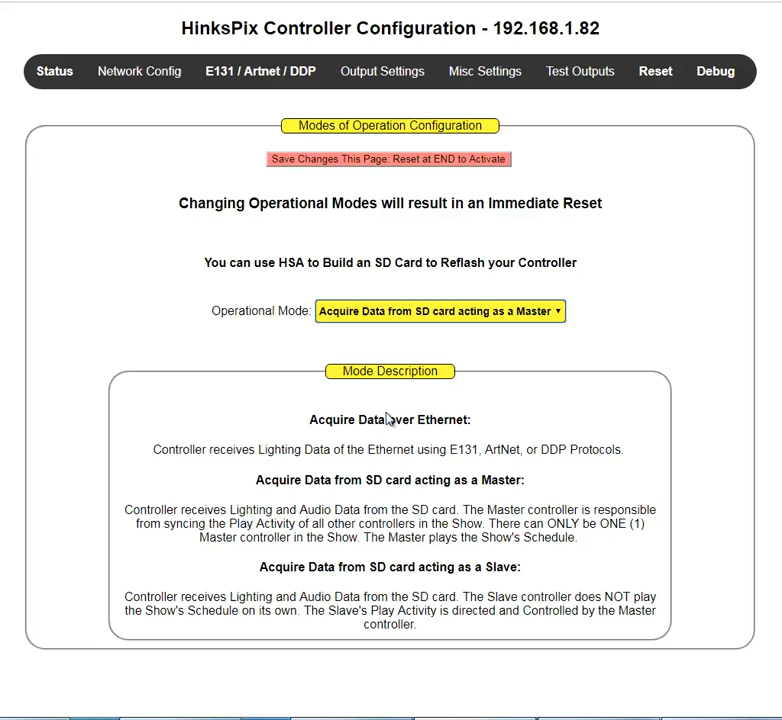 HinksPix Controller Configuration - 192.168.1.82
Status Network Config E131 / Artnet / DDP Output Settings Misc Settings Test Outputs Reset Debug
Modes of Operation Configuration
Save Changes This Page: Reset at END to Activate
Changing Operational Modes will result in an Immediate Reset
You can use HSA to Build an SD Card to Reflash your Controller
Operational Mode: Acquire Data from SD card acting as a Master
Mode Description
Acquire Data over Ethernet:
Controller receives Lighting Data of the Ethernet using E131, ArtNet, or DDP Protocols.
Acquire Data from SD card acting as a Master:
Controller receives Lighting and Audio Data from the SD card. The Master controller is responsible
from syncing the Play Activity of all other controllers in the Show. There can ONLY be ONE (1)
Master controller in the Show. The Master plays the Show's Schedule.
Acquire Data from SD card acting as a Slave:
Controller receives Lighting and Audio Data from the SD card. The Slave controller does NOT play
the Show's Schedule on its own. The Slave's Play Activity is directed and Controlled by the Master
controller.